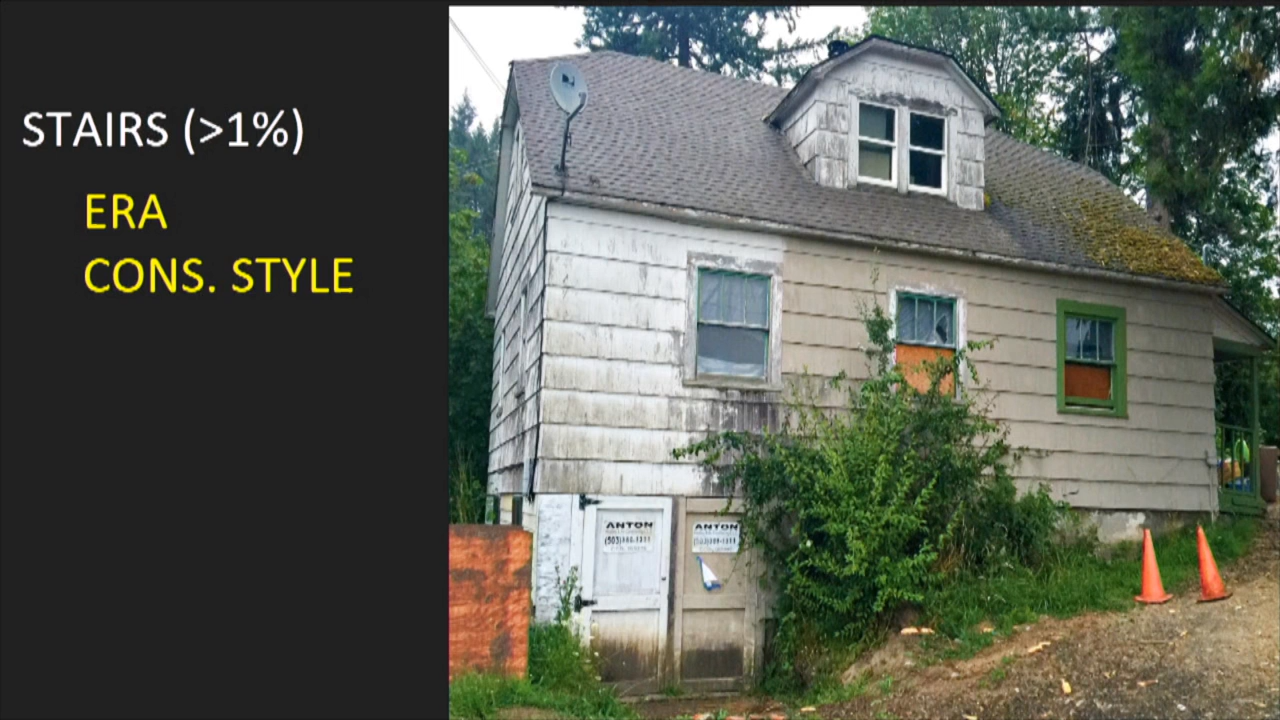 STAIRS (>1%)
ERA
CONS. STYLE
ANTON
ANTON